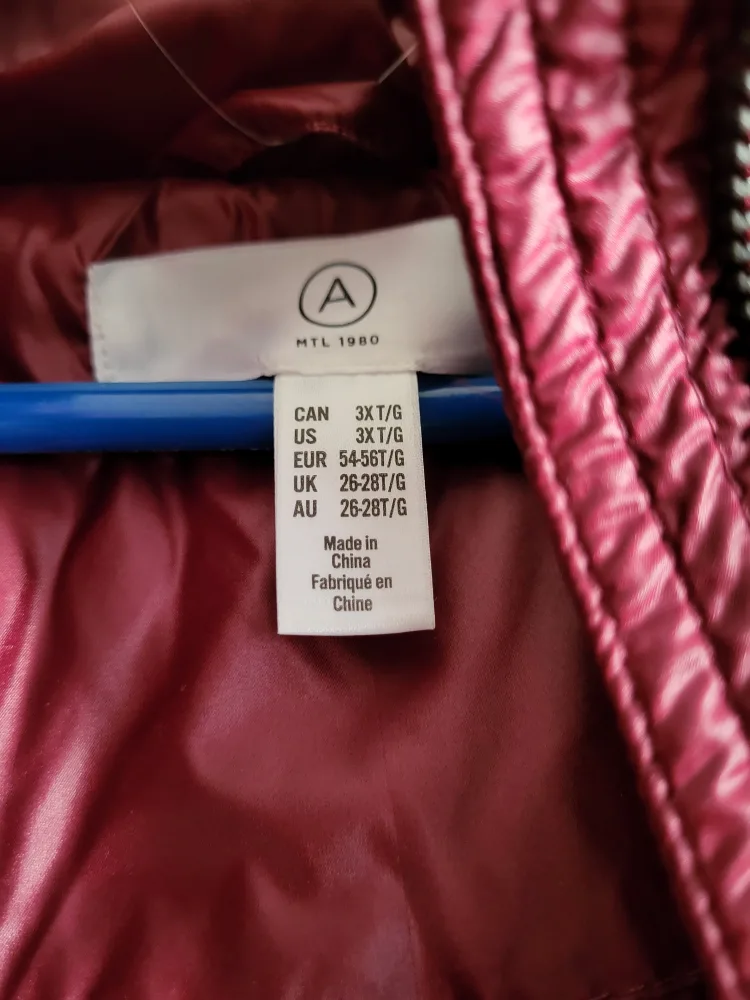 A
MTL 1980
CAN 3X T/G
US 3X T/G
EUR 54-56T/G
UK 26-28T/G
AU 26-28T/G
Made in
China
Fabriqué en
Chine